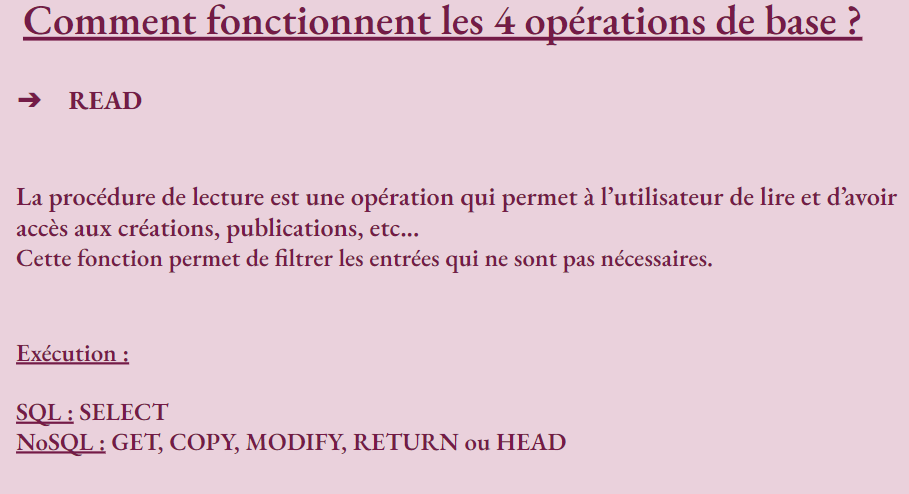 Comment fonctionnent les 4 opérations de base ?
➔ READ
La procédure de lecture est une opération qui permet à l’utilisateur de lire et d’avoir
accès aux créations, publications, etc...
Cette fonction permet de filtrer les entrées qui ne sont pas nécessaires.
Exécution :
SQL : SELECT
NoSQL : GET, COPY, MODIFY, RETURN ou HEAD